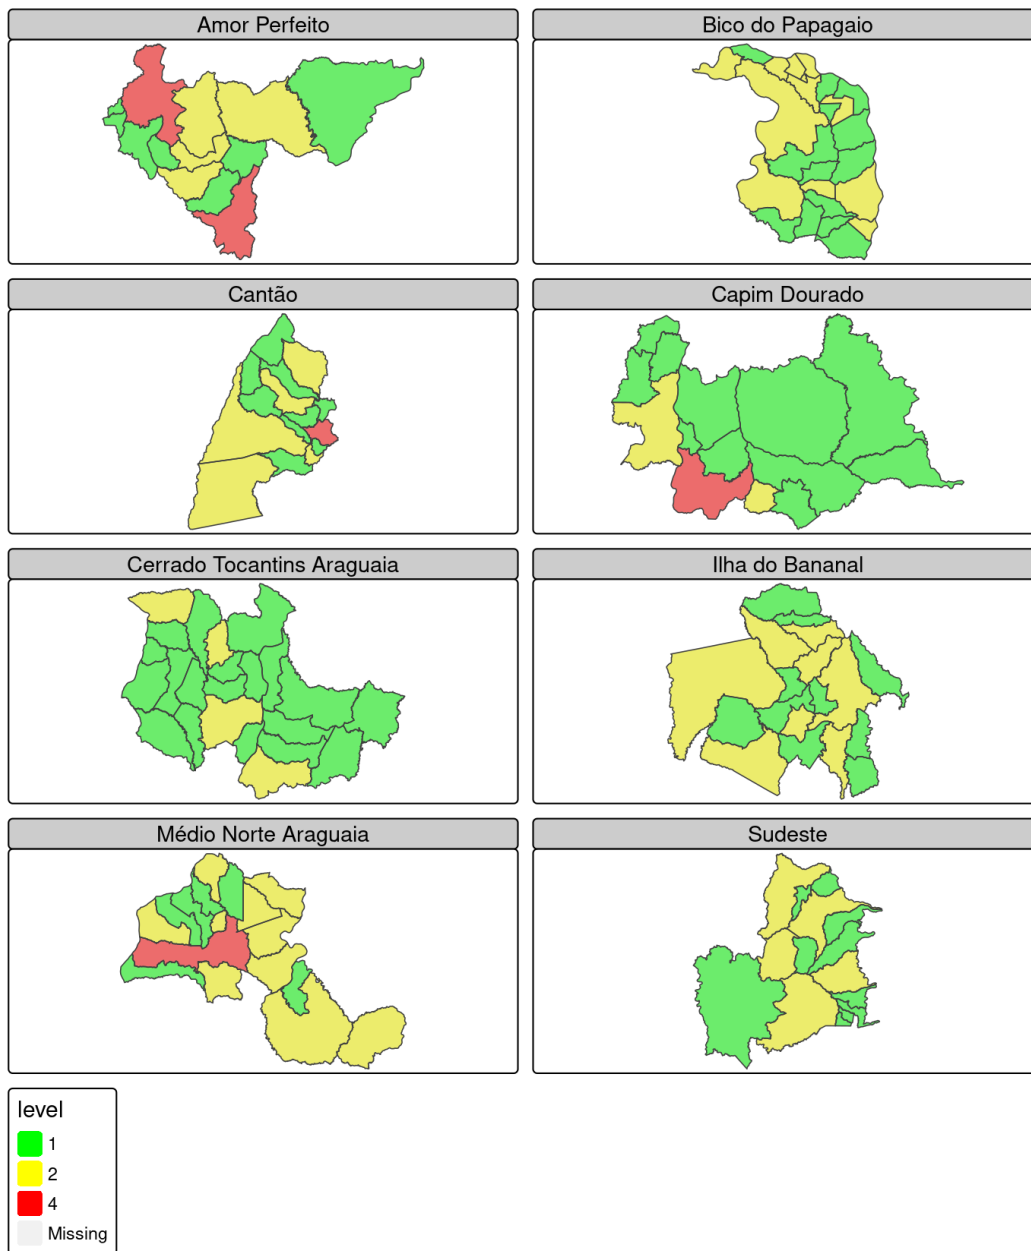 Amor Perfeito
Bico do Papagaio
Cantão
Capim Dourado
Cerrado Tocantins Araguaia
Ilha do Bananal
Médio Norte Araguaia
Sudeste
level
1
2
4
Missing